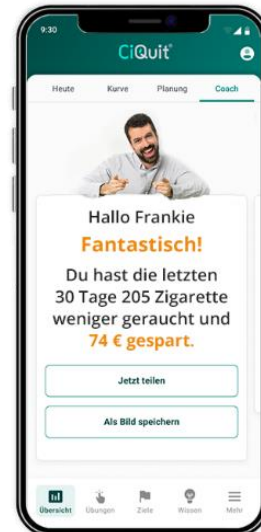 9:30
CiQuit®
Heute Kurve Planung Coach
Hallo Frankie
Fantastisch!
Du hast die letzten
30 Tage 205 Zigarette
weniger geraucht und
74 € gespart.
Jetzt teilen
Als Bild speichern
Übersicht Übungen Ziele Wissen Mehr